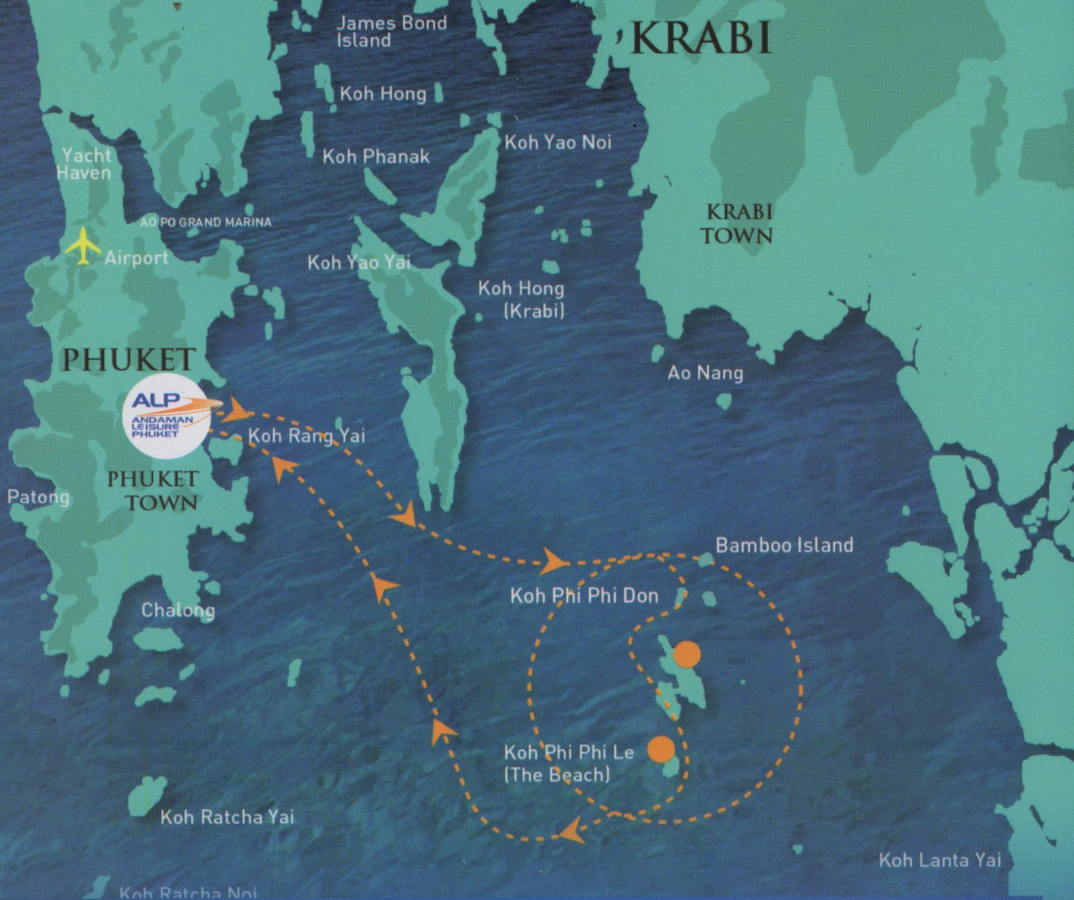 James Bond
Island
KRABI
Koh Hong
Koh Yao Noi
Yacht
Haven
Koh Phanak
AO PO GRAND MARINA
KRABI
TOWN
Airport
Koh Yao Yai
Koh Hong
(Krabi)
PHUKET
Ao Nang
ALP
ANDAMAN
LEISURE
PHUKET
Koh Rang Yai
PHUKET
TOWN
Patong
Bamboo Island
Koh Phi Phi Don
Chalong
Koh Phi Phi Le
(The Beach)
Koh Ratcha Yai
Koh Lanta Yai
Koh Ratcha Noi